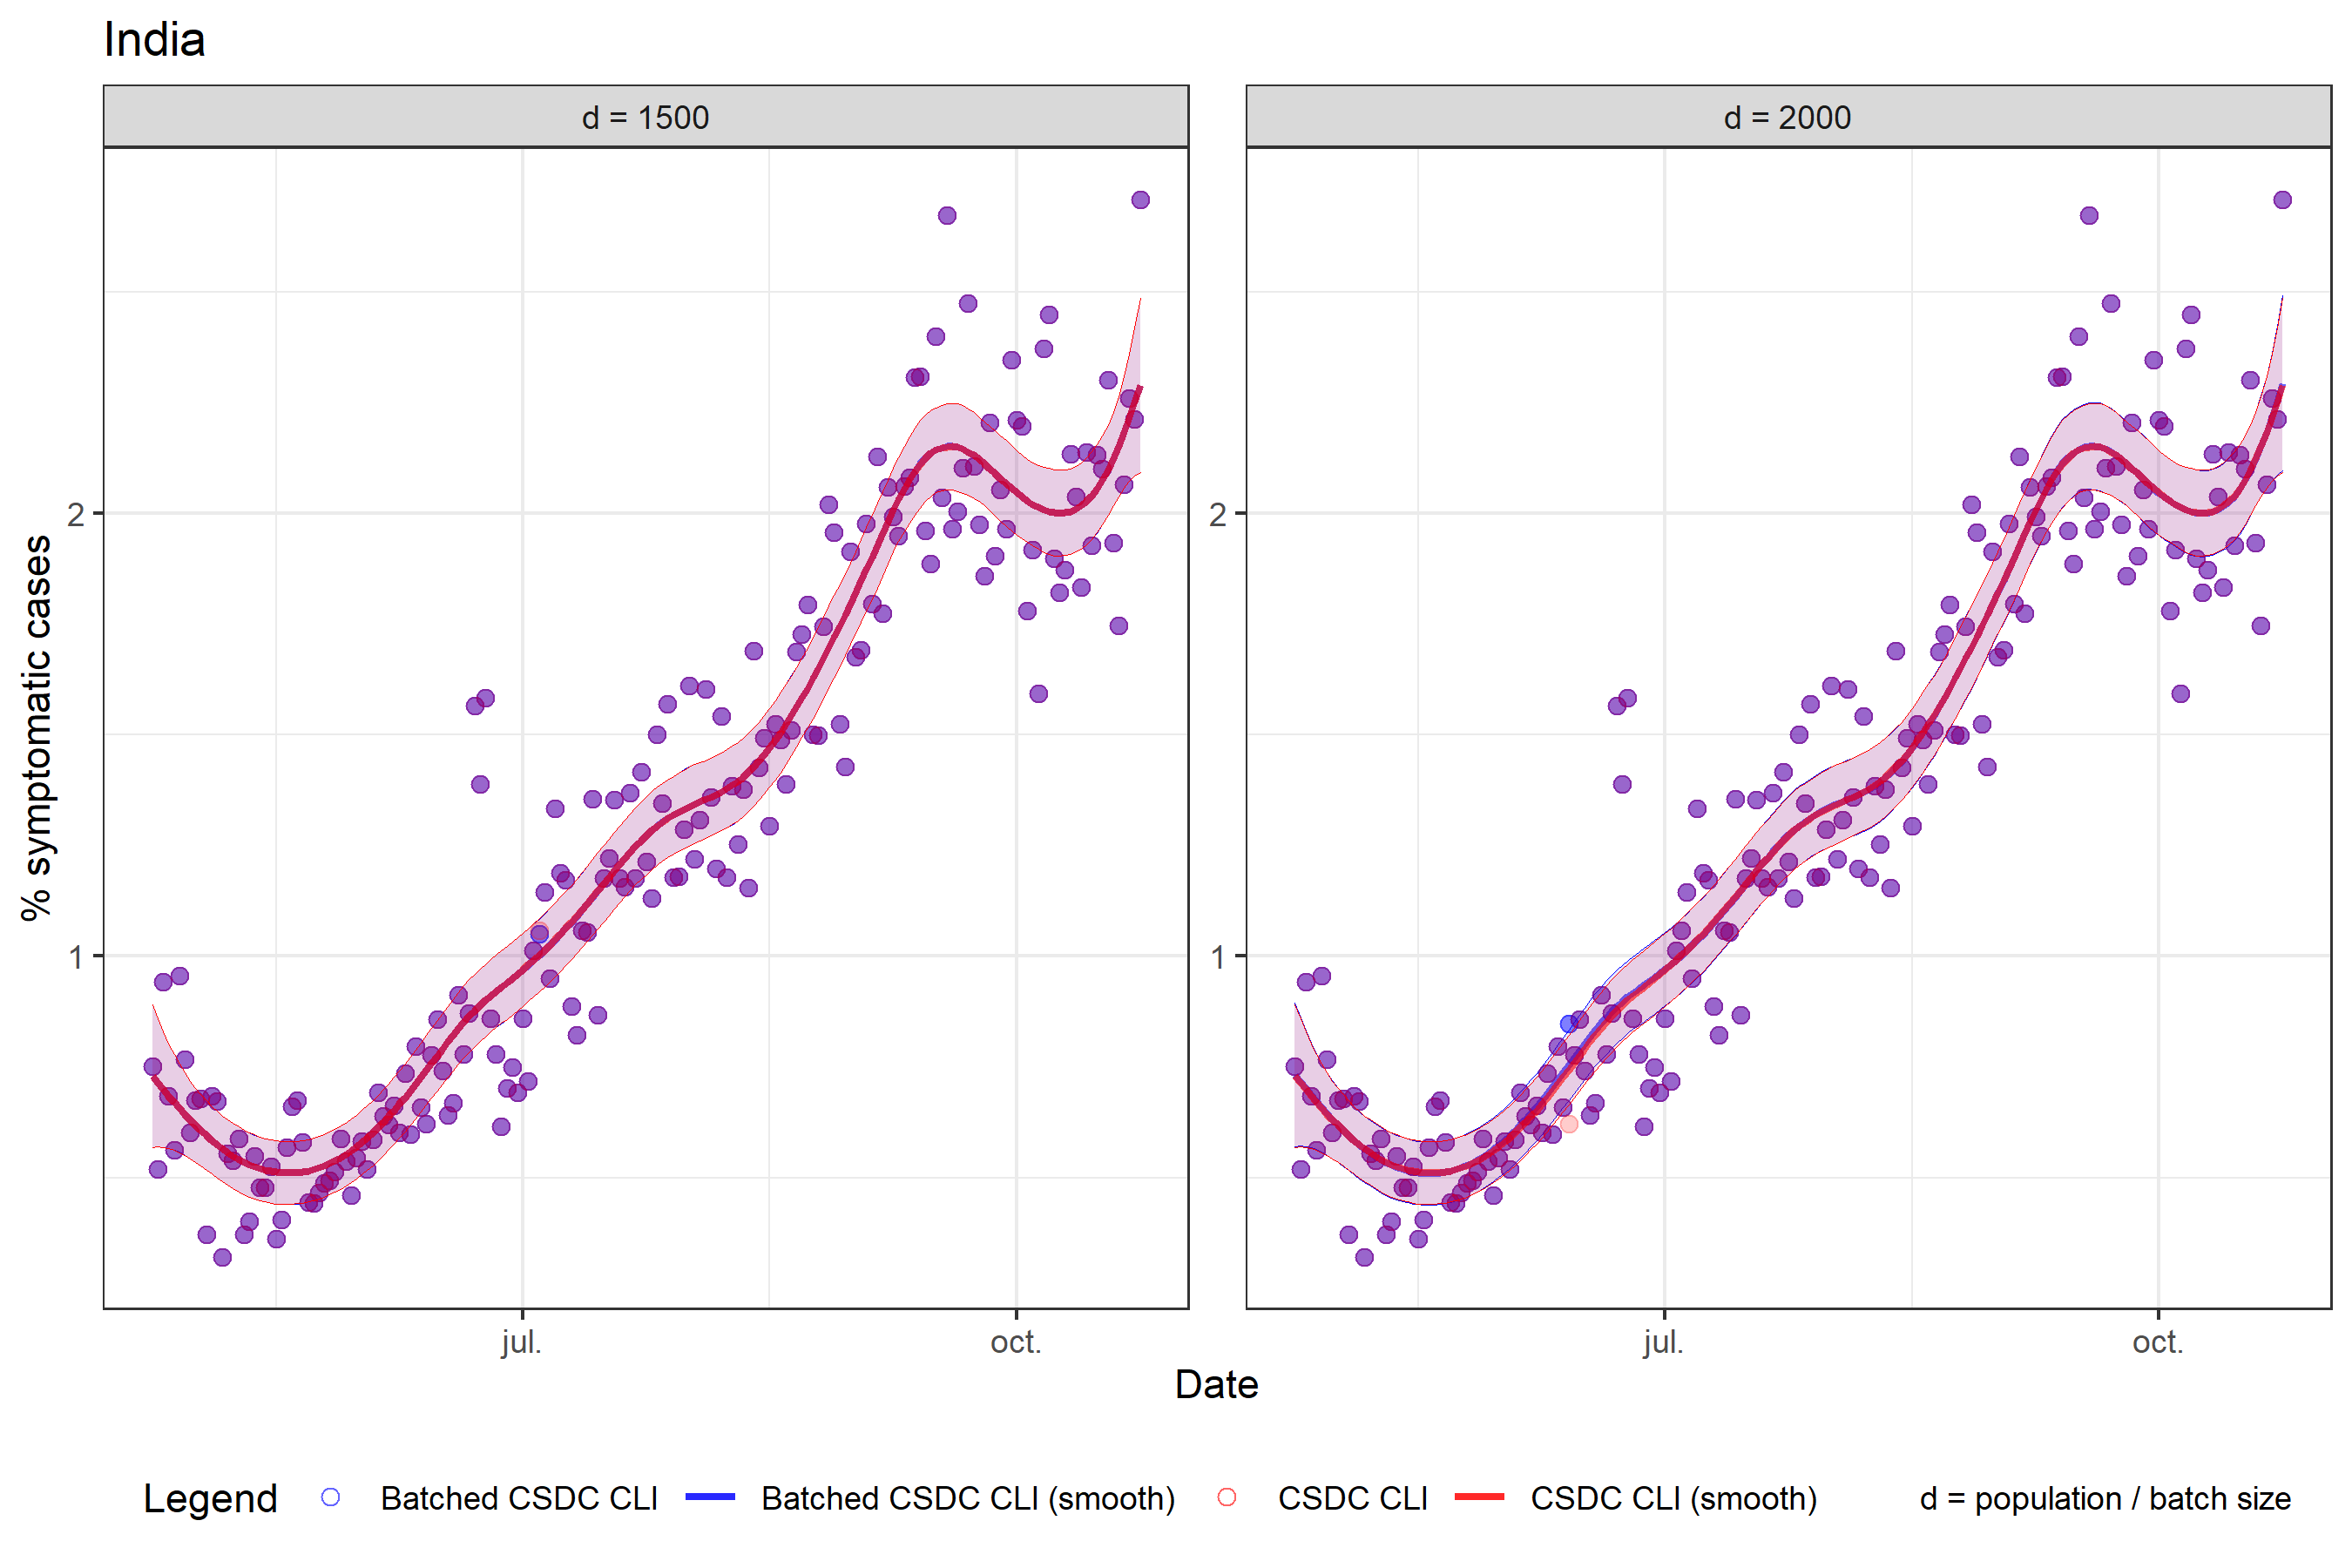 India
d = 1500
d = 2000
% symptomatic cases
2
1
2
1
jul.
oct.
jul.
oct.
Date
Legend
Batched CSDC CLI
Batched CSDC CLI (smooth)
CSDC CLI
CSDC CLI (smooth)
d = population / batch size